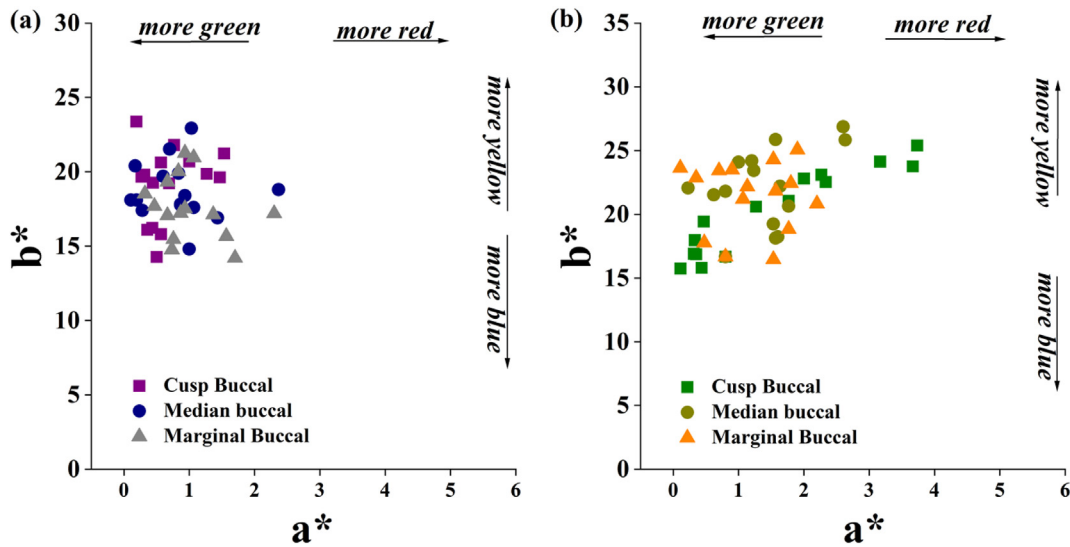 (a)
more green
more red
more yellow
more blue
b*
30
25
20
15
10
5
0
Cusp Buccal
Median buccal
Marginal Buccal
0 1 2 3 4 5 6
a*
(b)
more green
more red
more yellow
more blue
b*
35
30
25
20
15
10
5
0
Cusp Buccal
Median buccal
Marginal Buccal
0 1 2 3 4 5 6
a*